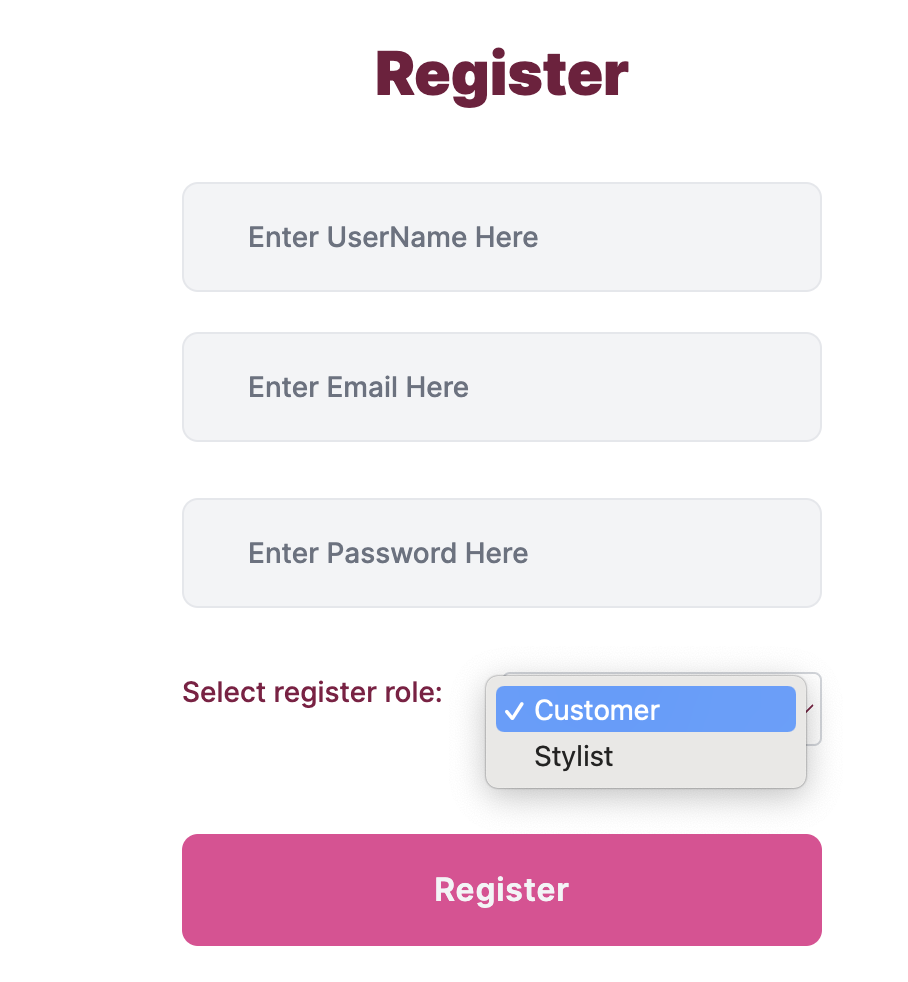 Register
Enter UserName Here
Enter Email Here
Enter Password Here
Select register role:
✓ Customer
Stylist
Register